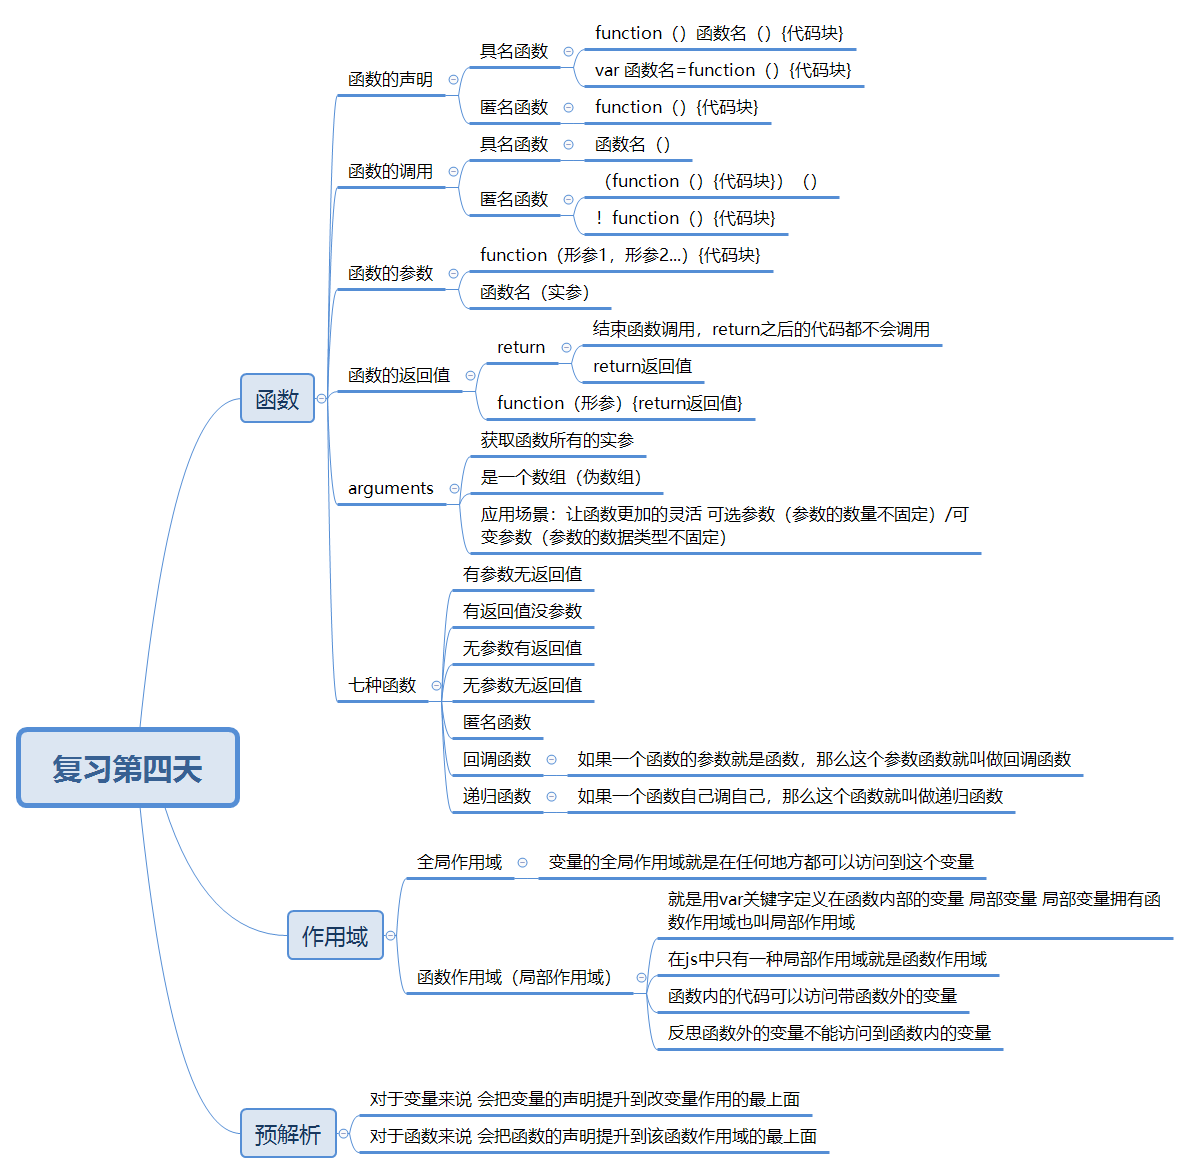 function（）函数名（）{代码块}
具名函数
var 函数名=function（）{代码块}
函数的声明
匿名函数
function（）{代码块}
具名函数
函数名（）
函数的调用
（function（）{代码块}）（）
匿名函数
！function（）{代码块}
function（形参1，形参2...）{代码块}
函数的参数
函数名（实参）
结束函数调用，return之后的代码都不会调用
return
return返回值
函数的返回值
function（形参）{return返回值}
函数
获取函数所有的实参
是一个数组（伪数组）
arguments
应用场景：让函数更加的灵活 可选参数（参数的数量不固定）/可
变参数（参数的数据类型不固定）
有参数无返回值
有返回值没参数
无参数有返回值
七种函数
无参数无返回值
匿名函数
回调函数
如果一个函数的参数就是函数，那么这个参数函数就叫做回调函数
递归函数
如果一个函数自己调自己，那么这个函数就叫做递归函数
复习第四天
全局作用域
变量的全局作用域就是在任何地方都可以访问到这个变量
作用域
就是用var关键字定义在函数内部的变量 局部变量 局部变量拥有函
数作用域也叫局部作用域
在js中只有一种局部作用域就是函数作用域
函数作用域（局部作用域）
函数内的代码可以访问带函数外的变量
反思函数外的变量不能访问到函数内的变量
对于变量来说 会把变量的声明提升到改变量作用的最上面
预解析
对于函数来说 会把函数的声明提升到该函数作用域的最上面